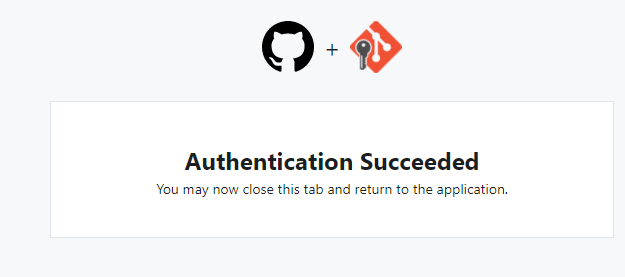 +
Authentication Succeeded
You may now close this tab and return to the application.